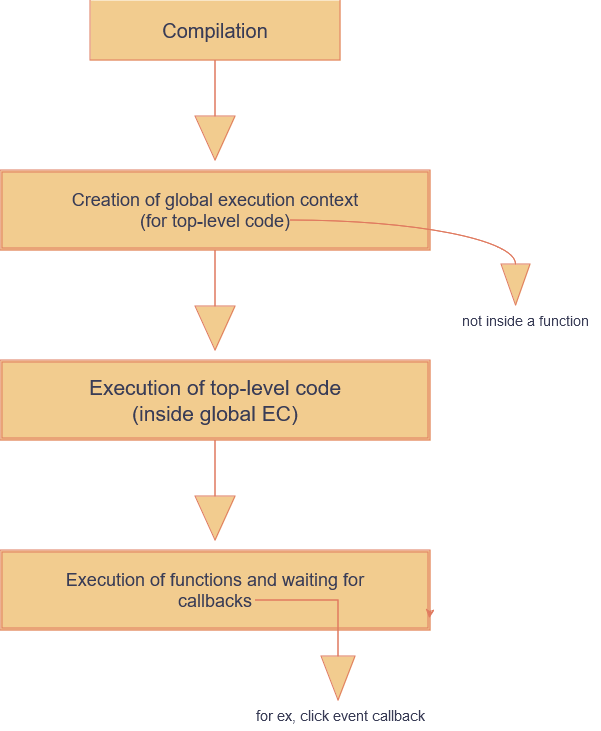 Compilation
Creation of global execution context
(for top-level code)
not inside a function
Execution of top-level code
(inside global EC)
Execution of functions and waiting for
callbacks
for ex, click event callback